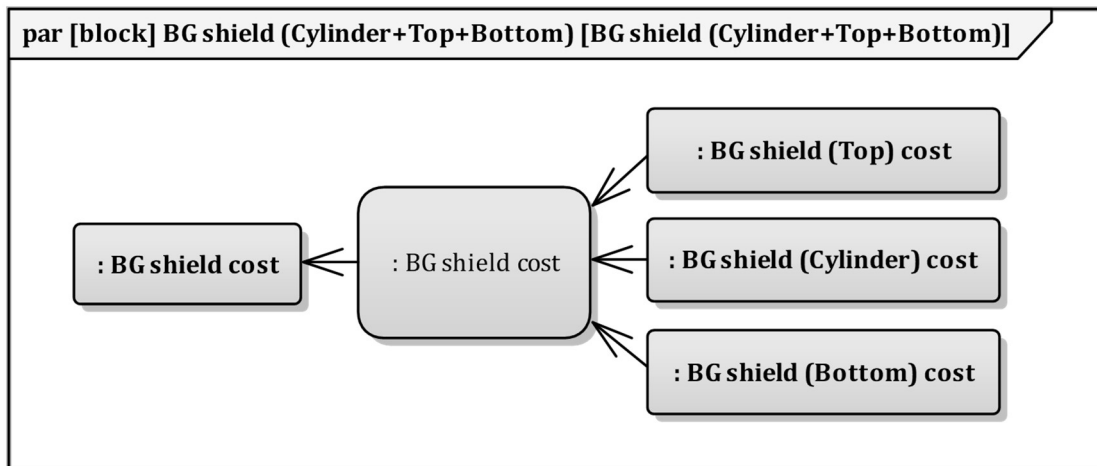 par [block] BG shield (Cylinder+Top+Bottom) [BG shield (Cylinder+Top+Bottom)]
: BG shield (Top) cost
: BG shield cost
: BG shield cost
: BG shield (Cylinder) cost
: BG shield (Bottom) cost